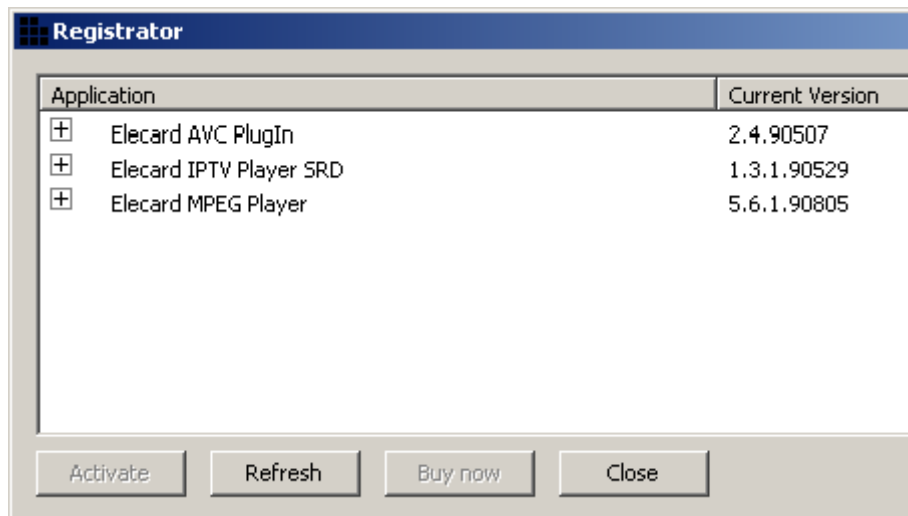 Registrator
Application Current Version
Elecard AVC PlugIn 2.4.90507
Elecard IPTV Player SRD 1.3.1.90529
Elecard MPEG Player 5.6.1.90805
Activate Refresh Buy now Close